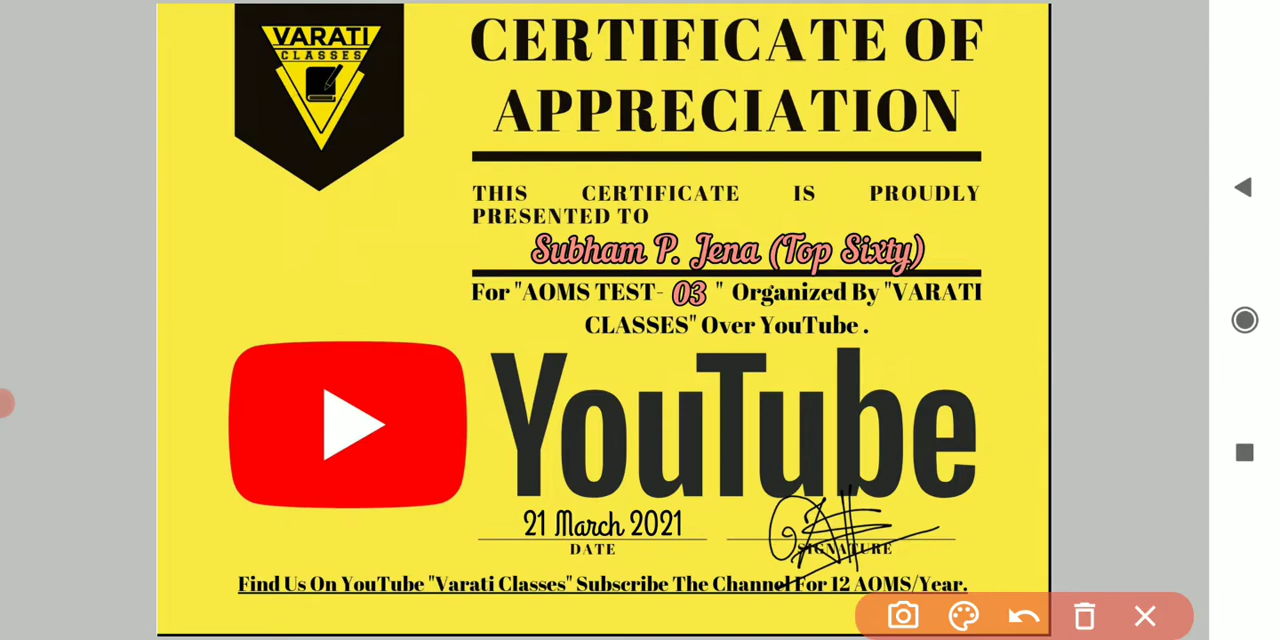 VARATI
CLASSES
CERTIFICATE OF
APPRECIATION
THIS CERTIFICATE IS PROUDLY
PRESENTED TO
Subham P. Jena (Top Sixty)
For "AOMS TEST- 03 " Organized By "VARATI
CLASSES" Over YouTube .
YouTube
21 March 2021
DATE
SIGNATURE
Find Us On YouTube "Varati Classes" Subscribe The Channel For 12 AOMS/Year.